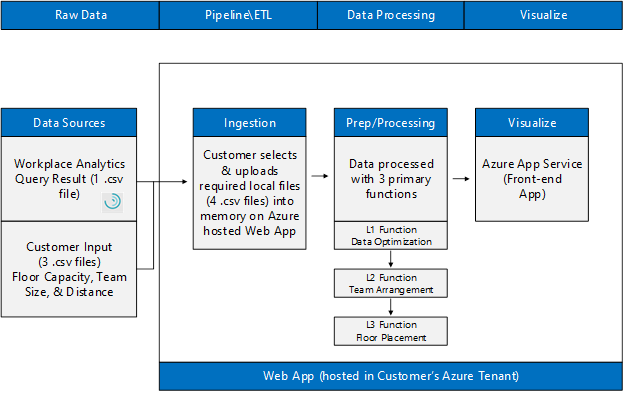 Raw Data
Pipeline\ETL
Data Processing
Visualize
Data Sources
Workplace Analytics
Query Result (1 .csv
file)
Customer Input
(3 .csv files)
Floor Capacity, Team
Size, & Distance
Ingestion
Customer selects
& uploads
required local files
(4 .csv files) into
memory on Azure
hosted Web App
Prep/Processing
Data processed
with 3 primary
functions
L1 Function
Data Optimization
L2 Function
Team Arrangement
L3 Function
Floor Placement
Visualize
Azure App Service
(Front-end
App)
Web App (hosted in Customer's Azure Tenant)